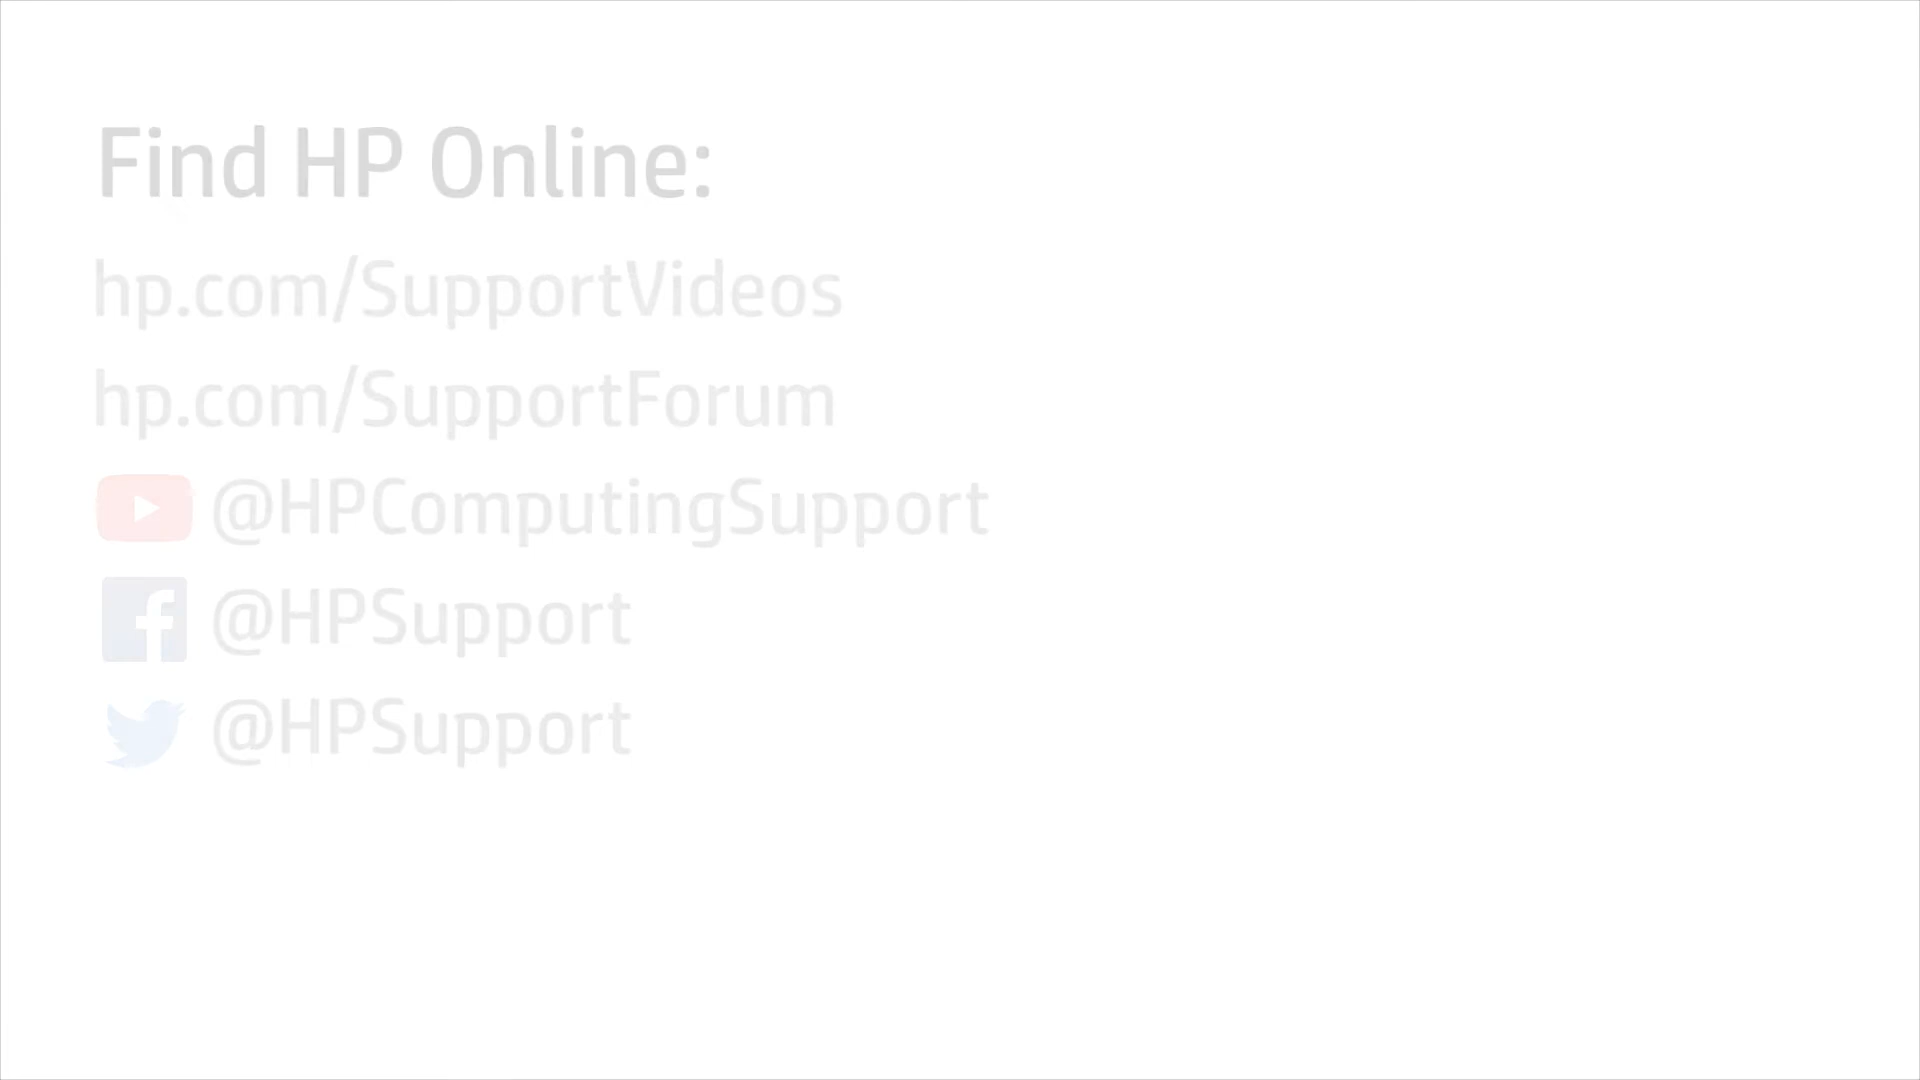 Find HP Online:
hp.com/SupportVideos
hp.com/SupportForum
@HPComputingSupport
@HPSupport
@HPSupport